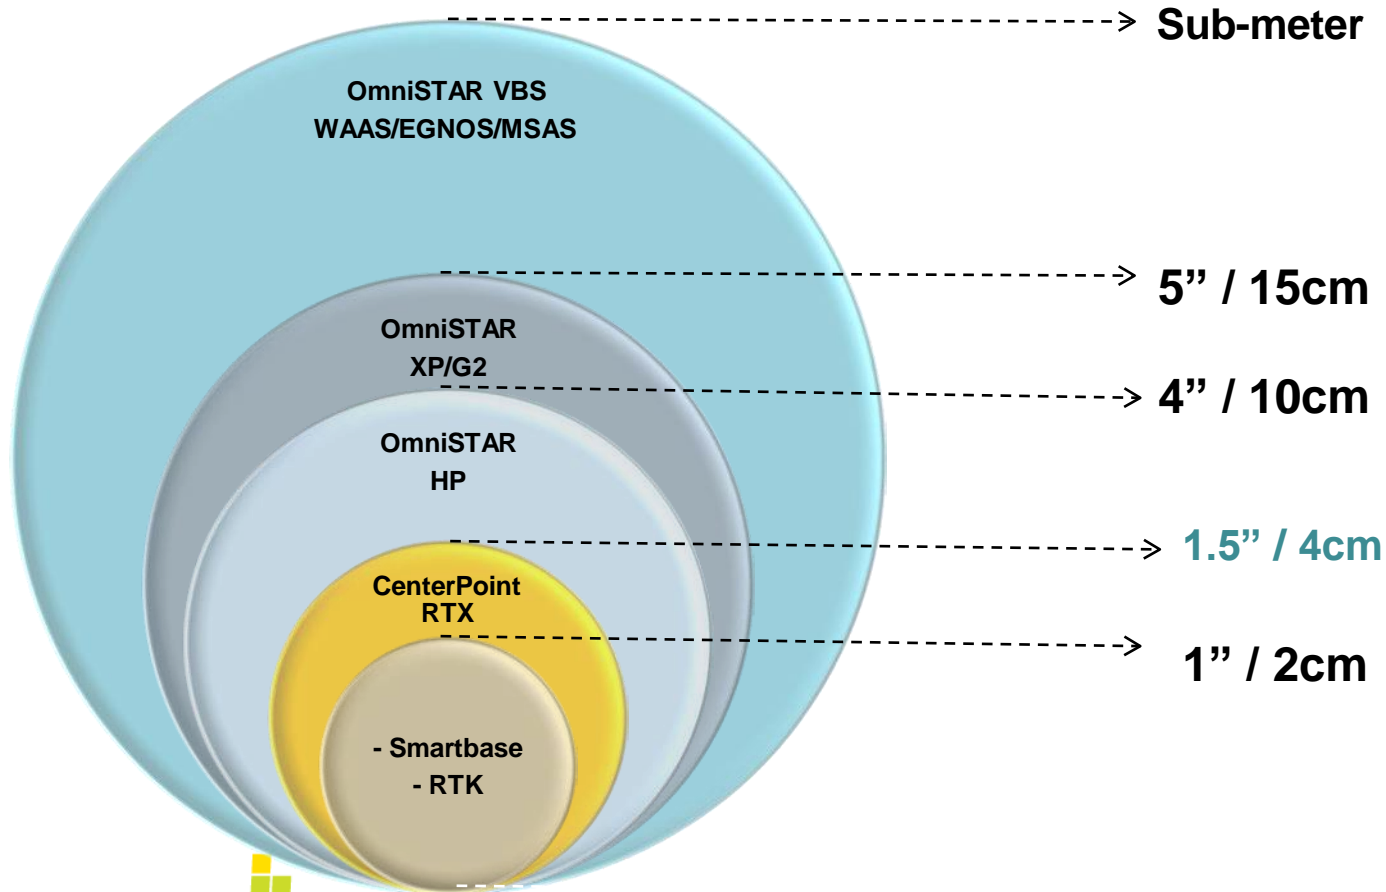 Sub-meter
OmniSTAR VBS
WAAS/EGNOS/MSAS
5” / 15cm
OmniSTAR
XP/G2
4” / 10cm
OmniSTAR
HP
1.5” / 4cm
CenterPoint
RTX
1” / 2cm
- Smartbase
- RTK